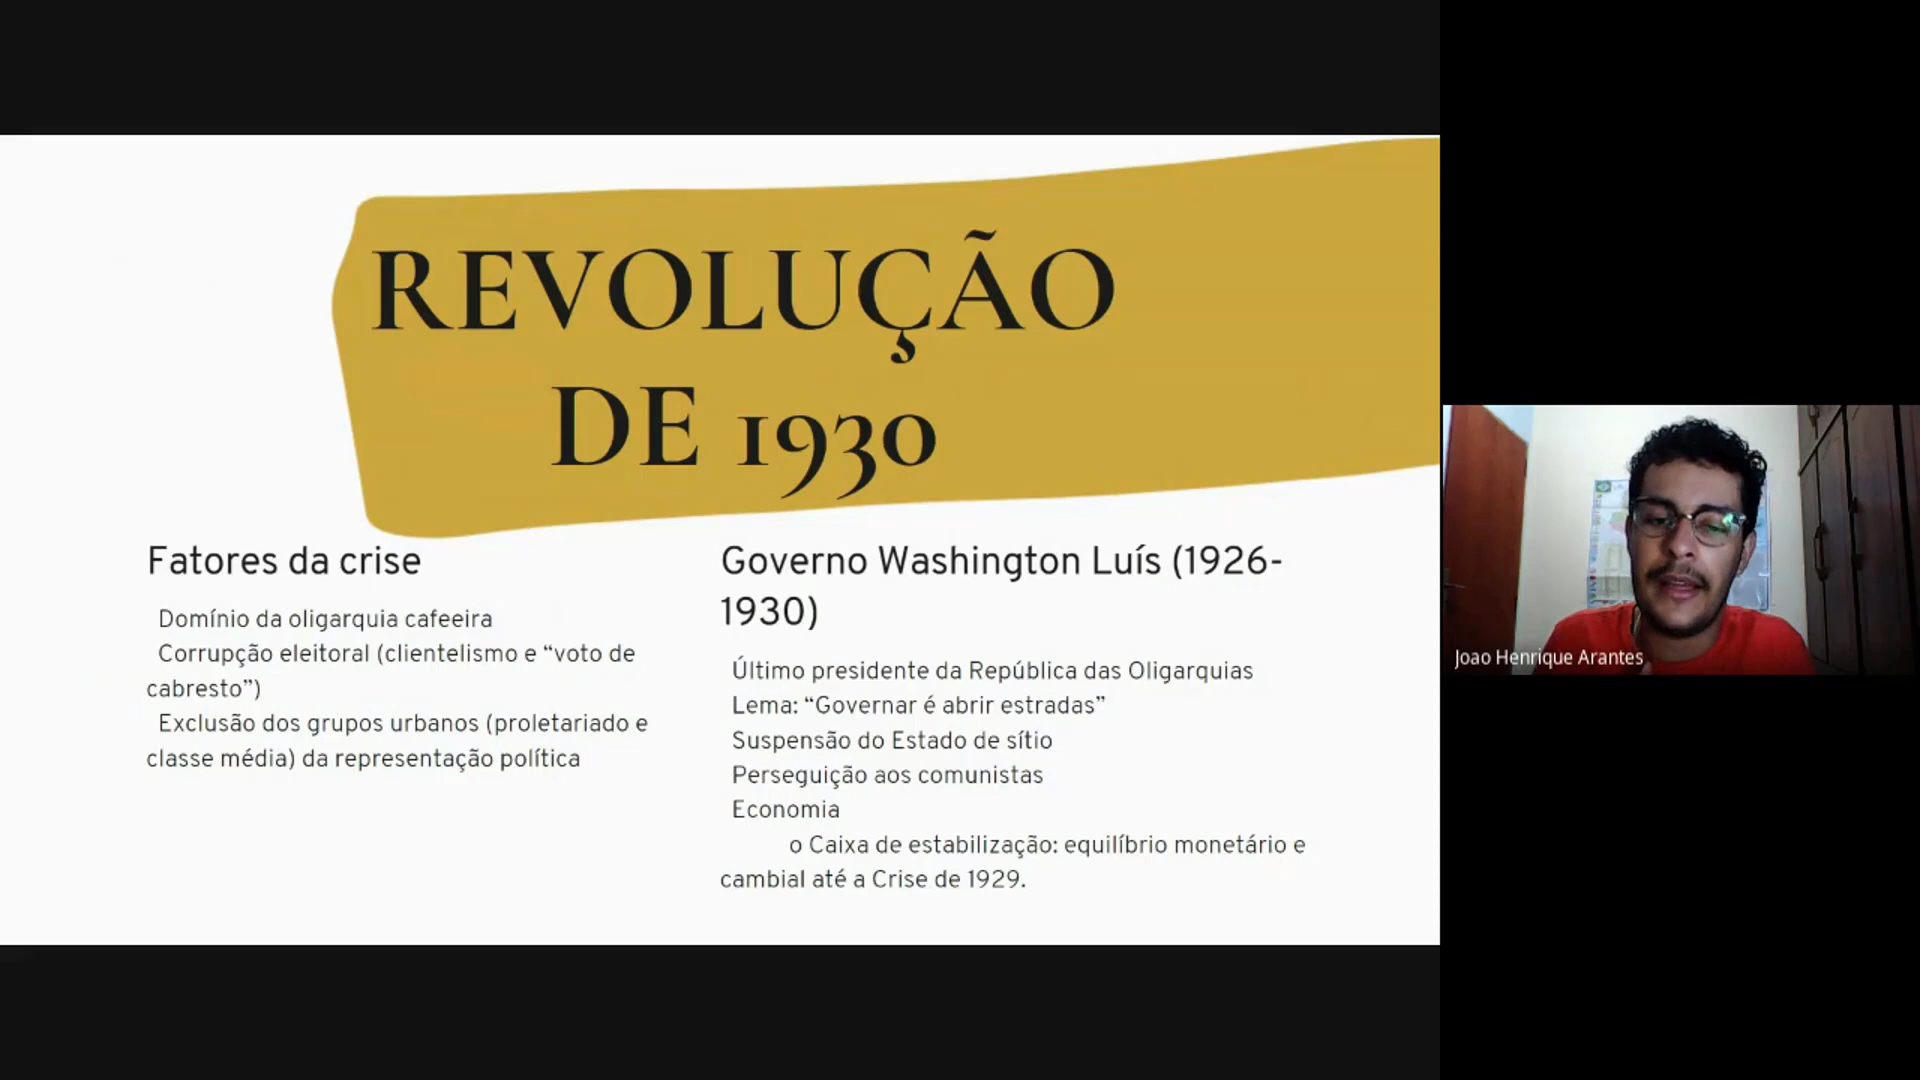 REVOLUÇÃO
DE 1930
Fatores da crise
Domínio da oligarquia cafeeira
Corrupção eleitoral (clientelismo e “voto de
cabresto”)
Exclusão dos grupos urbanos (proletariado e
classe média) da representação política
Governo Washington Luís (1926-
1930)
Último presidente da República das Oligarquias
Lema: “Governar é abrir estradas”
Suspensão do Estado de sítio
Perseguição aos comunistas
Economia
o Caixa de estabilização: equilíbrio monetário e
cambial até a Crise de 1929.
Joao Henrique Arantes